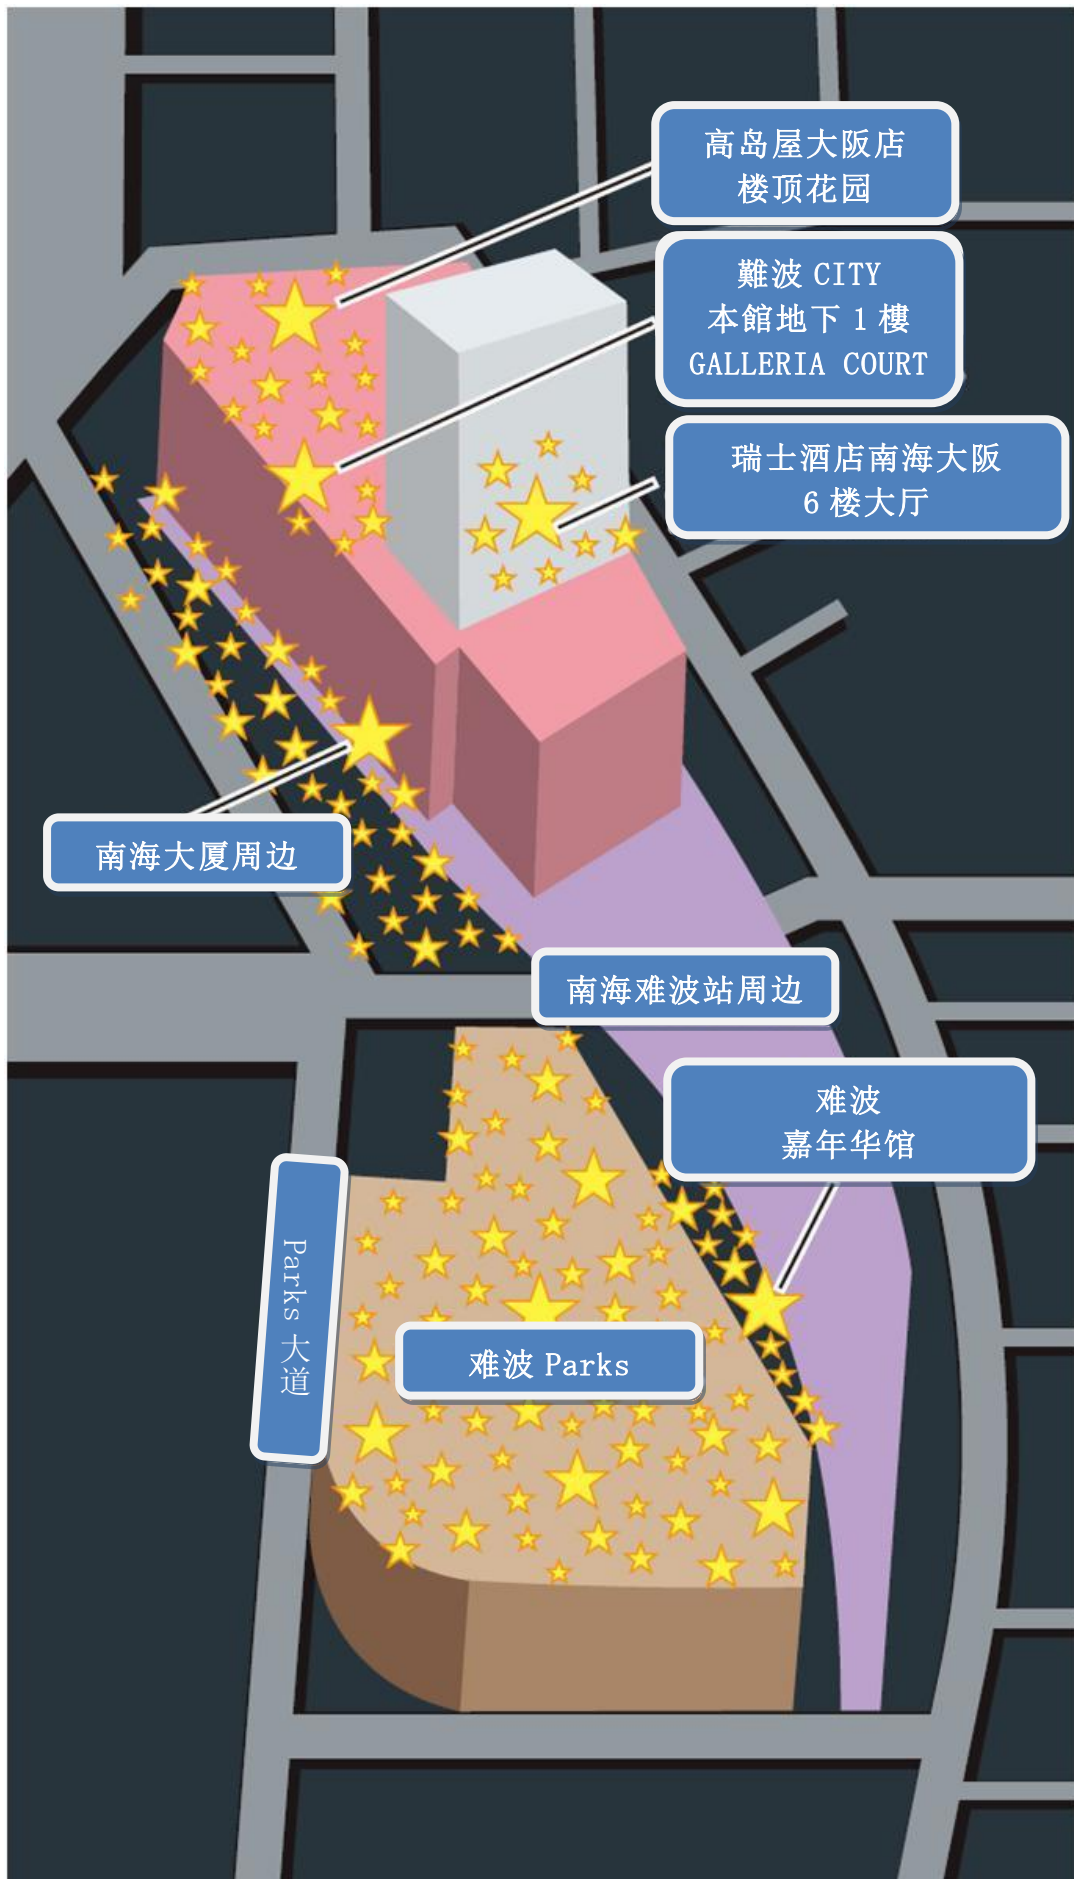 高岛屋大阪店
楼顶花园
難波 CITY
本館地下 1 樓
GALLERIA COURT
瑞士酒店南海大阪
6 楼大厅
南海大厦周边
南海难波站周边
难波
嘉年华馆
Parks 大道
难波 Parks